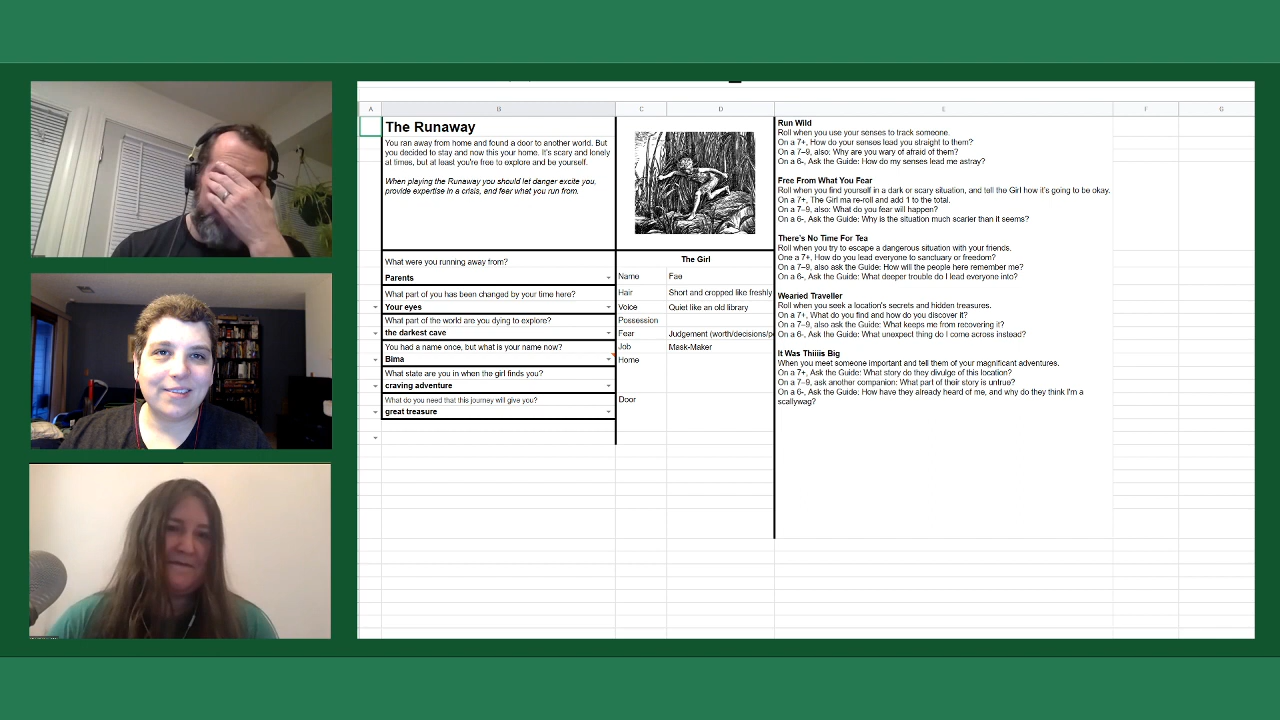 A
B
C
D
E
F
G
The Runaway
You ran away from home and found a door to another world. But
you decided to stay and now this your home. It's scary and lonely
at times, but at least you're free to explore and be yourself.
When playing the Runaway you should let danger excite you,
provide expertise in a crisis, and fear what you run from.
What were you running away from?
Parents
What part of you has been changed by your time here?
Your eyes
What part of the world are you dying to explore?
the darkest cave
You had a name once, but what is your name now?
Bima
What state are you in when the girl finds you?
craving adventure
What do you need that this journey will give you?
great treasure
The Girl
Name Fae
Hair Short and cropped like freshly
Voice Quiet like an old library
Possession
Fear Judgement (worth/decisions/p
Job Mask-Maker
Home
Door
Run Wild
Roll when you use your senses to track someone.
On a 7+, How do your senses lead you straight to them?
On a 7–9, also: Why are you wary of afraid of them?
On a 6-, Ask the Guide: How do my senses lead me astray?
Free From What You Fear
Roll when you find yourself in a dark or scary situation, and tell the Girl how it's going to be okay.
On a 7+, The Girl ma re-roll and add 1 to the total.
On a 7–9, also: What do you fear will happen?
On a 6-, Ask the Guide: Why is the situation much scarier than it seems?
There's No Time For Tea
Roll when you try to escape a dangerous situation with your friends.
One a 7+, How do you lead everyone to sanctuary or freedom?
On a 7–9, also ask the Guide: How will the people here remember me?
On a 6-, Ask the Guide: What deeper trouble do I lead everyone into?
Wearied Traveller
Roll when you seek a location's secrets and hidden treasures.
On a 7+, What do you find and how do you discover it?
On a 7–9, also ask the Guide: What keeps me from recovering it?
On a 6-, Ask the Guide: What unexpect thing do I come across instead?
It Was Thiiiis Big
When you meet someone important and tell them of your magnificant adventures.
On a 7+, Ask the Guide: What story do they divulge of this location?
On a 7–9, ask another companion: What part of their story is untrue?
On a 6-, Ask the Guide: How have they already heard of me, and why do they think I'm a
scallywag?